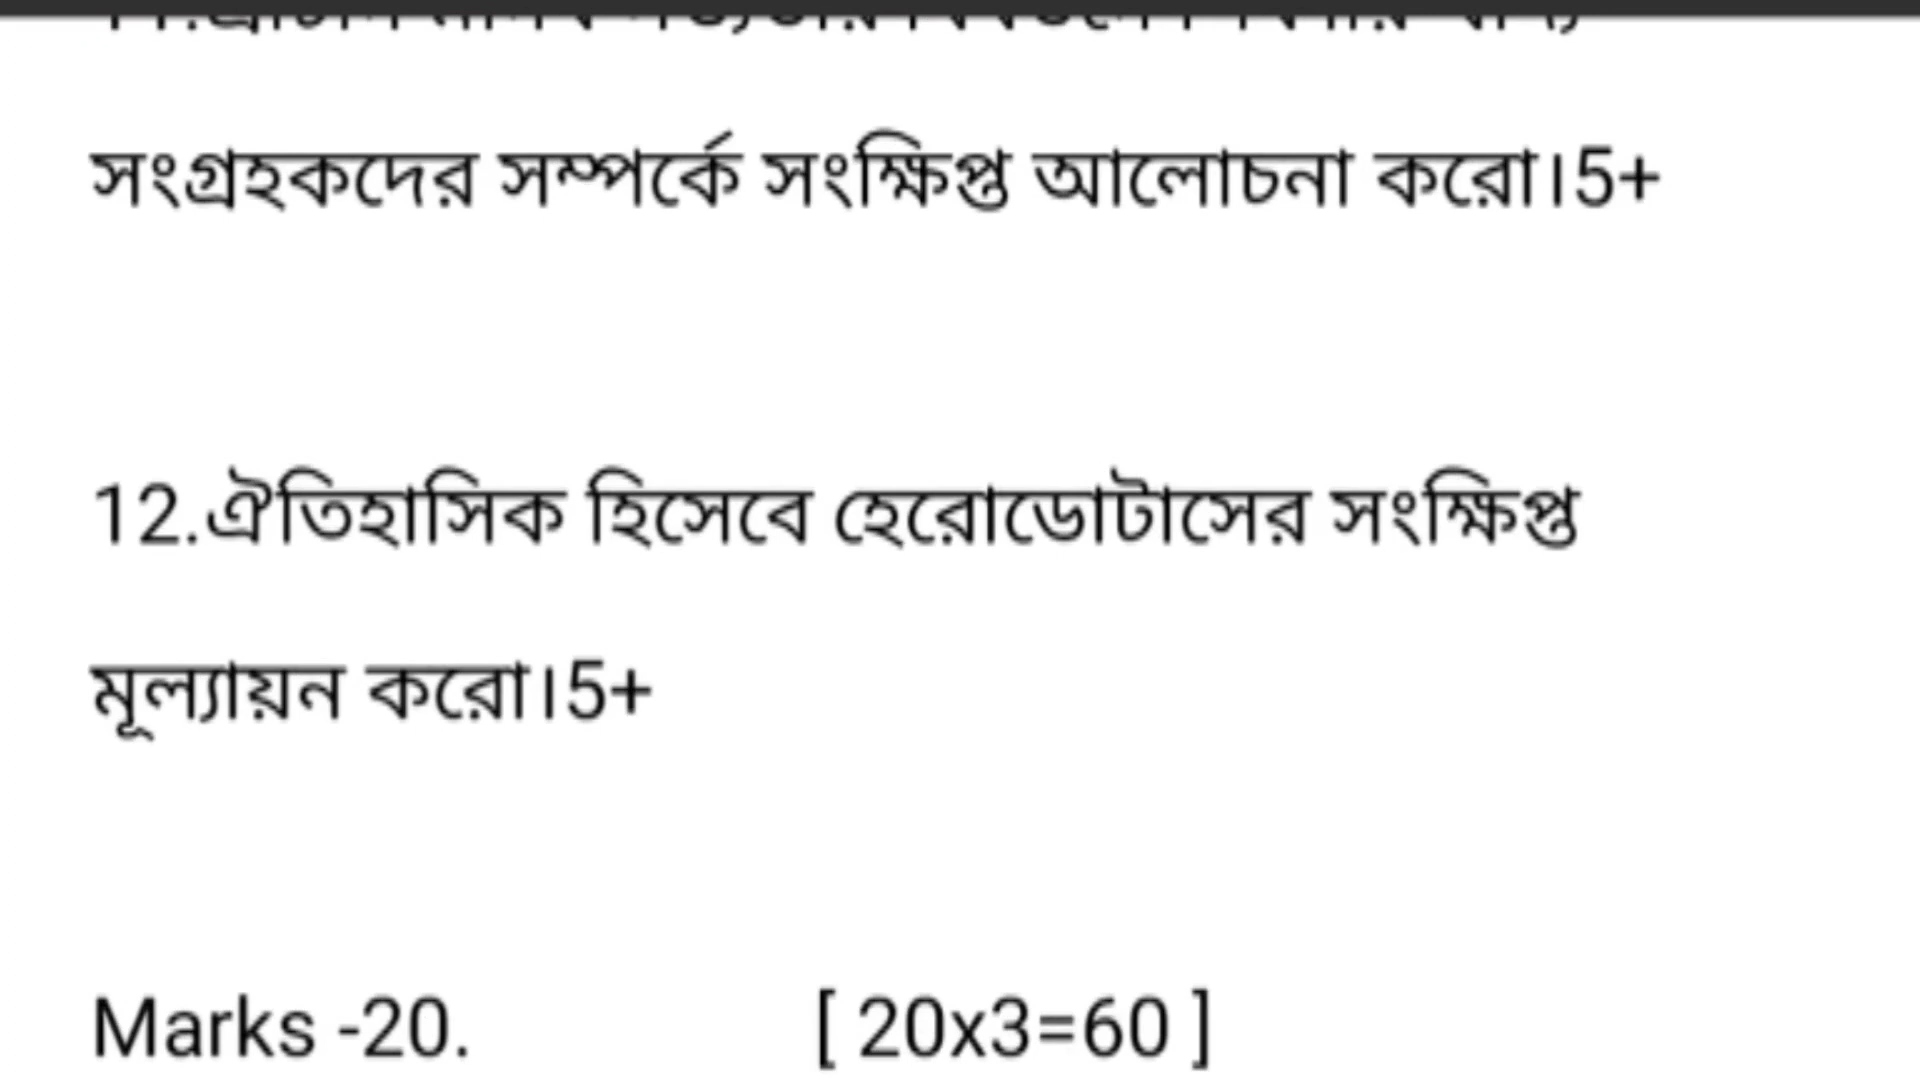 সংগ্রহকদের সম্পর্কে সংক্ষিপ্ত আলোচনা করো।5+
12.ঐতিহাসিক হিসেবে হেরোডোটাসের সংক্ষিপ্ত
মূল্যায়ন করো।5+
Marks -20. [ 20x3=60 ]